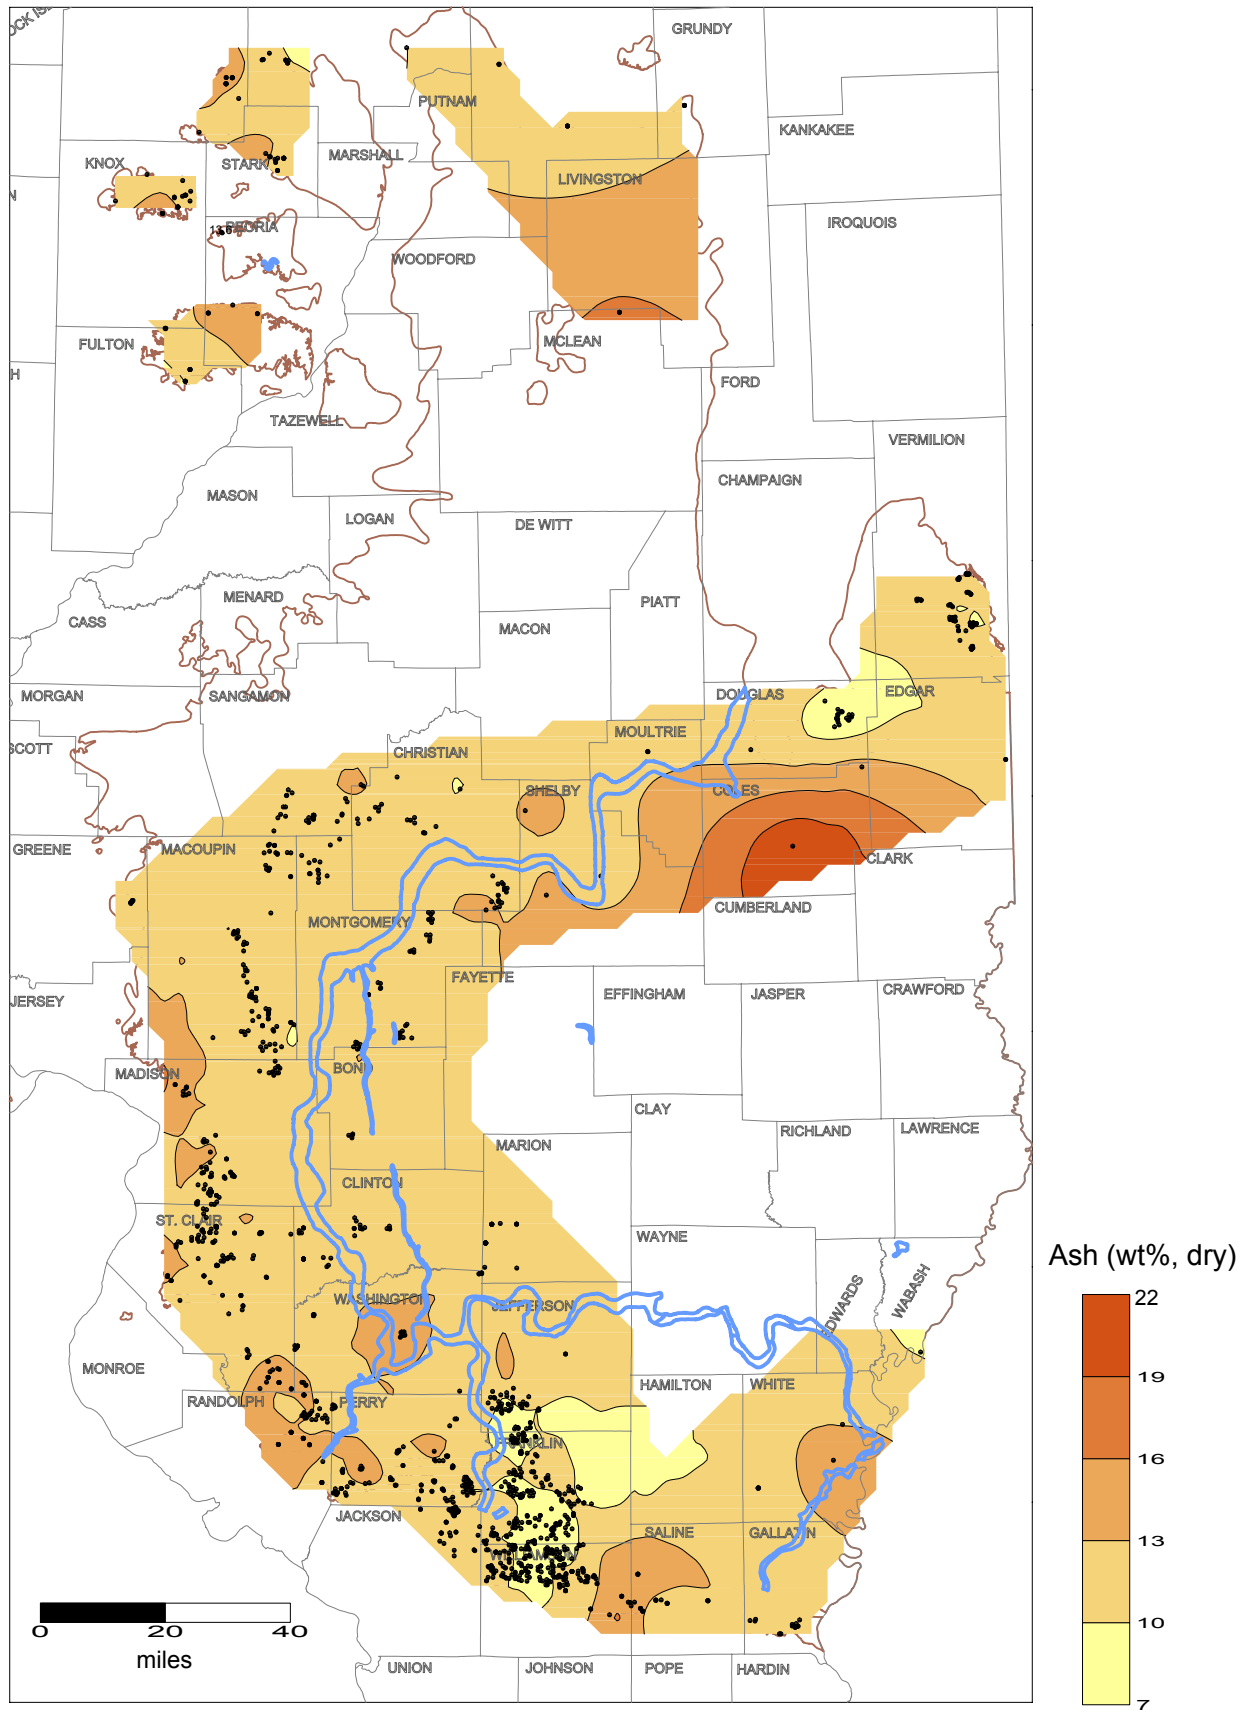 GRUNDY
PUTNAM
KANKAKEE
KNOX
STARK
MARSHALL
LIVINGSTON
PEORIA
IROQUOIS
WOODFORD
FULTON
MCLEAN
FORD
TAZEWELL
VERMILION
CHAMPAIGN
MASON
LOGAN
DE WITT
MENARD
PIATT
CASS
MACON
MORGAN
SANGAMON
DOUGLAS
EDGAR
MOULTRIE
SCOTT
CHRISTIAN
SHELBY
COLES
GREENE
MACOUPIN
CLARK
CUMBERLAND
MONTGOMERY
FAYETTE
EFFINGHAM
JASPER
CRAWFORD
JERSEY
MADISON
BOND
CLAY
RICHLAND
LAWRENCE
MARION
CLINTON
ST. CLAIR
WAYNE
EDWARDS
WABASH
WASHINGTON
JEFFERSON
MONROE
HAMILTON
WHITE
RANDOLPH
PERRY
FRANKLIN
JACKSON
SALINE
GALLATIN
WILLIAMSON
UNION
JOHNSON
POPE
HARDIN
0 20 40
miles
Ash (wt%, dry)
22
19
16
13
10
7